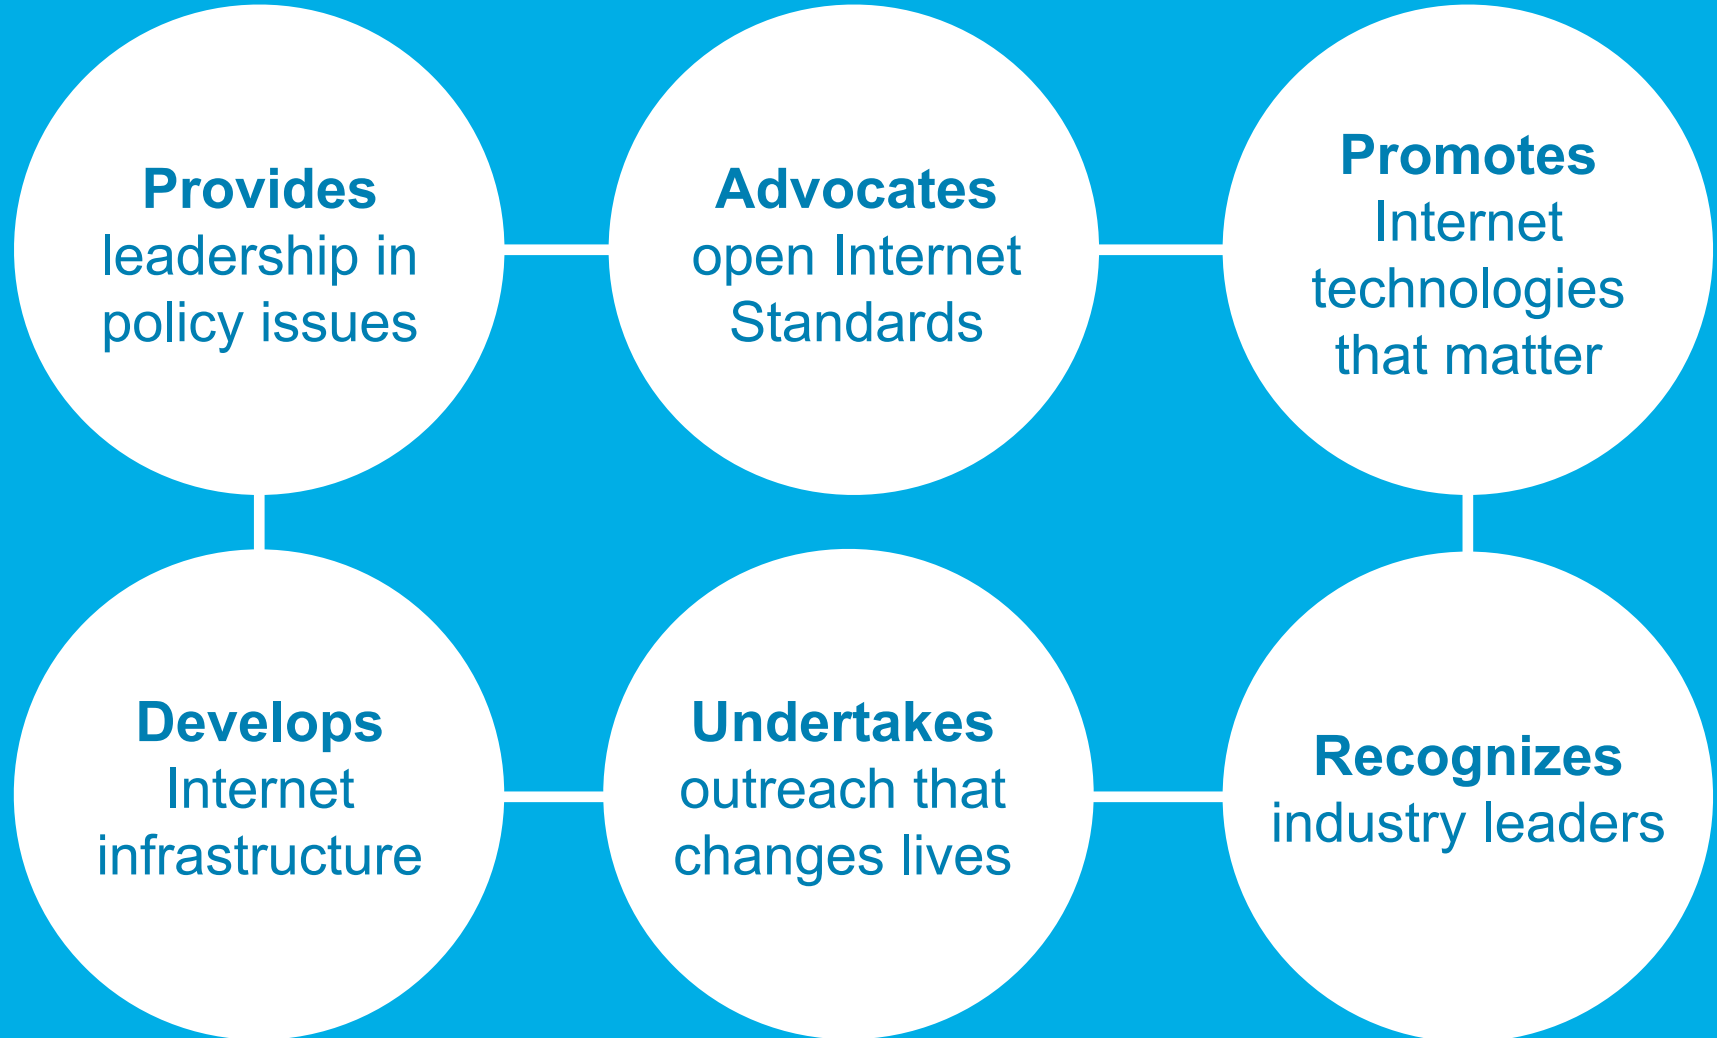 Provides
leadership in
policy issues
Advocates
open Internet
Standards
Promotes
Internet
technologies
that matter
Develops
Internet
infrastructure
Undertakes
outreach that
changes lives
Recognizes
industry leaders